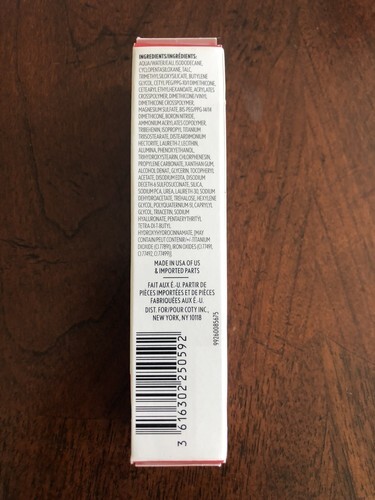 INGREDIENTS/INGRÉDIENTS:
AQUA/WATER/EAU, ISODODECANE,
CYCLOPENTASILOXANE, TALC,
TRIMETHYLSILOXYSILICATE, BUTYLENE
GLYCOL, CETYL PEG/PPG-10/1 DIMETHICONE,
CETEARYL ETHYLHEXANOATE, ACRYLATES
CROSSPOLYMER, DIMETHICONE/VINYL
DIMETHICONE CROSSPOLYMER,
MAGNESIUM SULFATE, BIS-PEG/PPG-14/14
DIMETHICONE, BORON NITRIDE,
AMMONIUM ACRYLATES COPOLYMER,
TRIBEHENIN, ISOPROPYL TITANIUM
TRIISOSTEARATE, DISTEARDIMONIUM
HECTORITE, LAURETH-7, LECITHIN,
ALUMINA, PHENOXYETHANOL,
TRIHYDROXYSTEARIN, CHLORPHENESIN,
PROPYLENE CARBONATE, XANTHAN GUM,
ALCOHOL DENAT, GLYCERIN, TOCOPHERYL
ACETATE, DISODIUM EDTA, DISODIUM
DECETH-6 SULFOSUCCINATE, SILICA,
SODIUM PCA, UREA, LAURETH-30, SODIUM
DEHYDROACETATE, TREHALOSE, HEXYLENE
GLYCOL, POLYQUATERNIUM-51, CAPRYLYL
GLYCOL, TRIACETIN, SODIUM
HYALURONATE, PENTAERYTHRITYL
TETRA-DI-T-BUTYL
HYDROXYHYDROCINNAMATE, [MAY
CONTAIN/PEUT CONTENIR/+/-:TITANIUM
DIOXIDE (CI 77891), IRON OXIDES (CI 77491,
CI 77492, CI 77499)]
MADE IN USA OF US
& IMPORTED PARTS
FAIT AUX É.-U. PARTIR DE
PIÈCES IMPORTÉES ET DE PIÈCES
FABRIQUÉES AUX É.-U.
DIST. FOR/POUR COTY INC.,
NEW YORK, NY 10118
99260085675
3 616302 250592